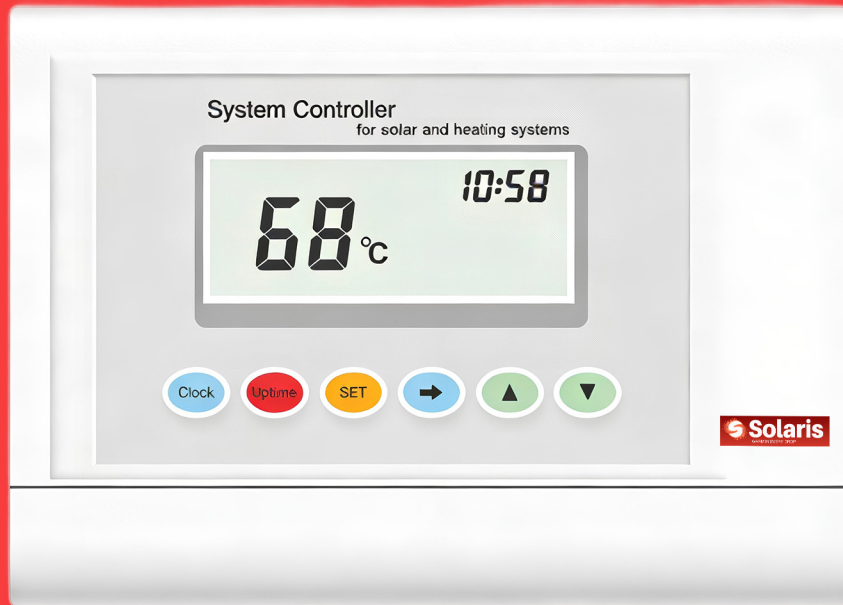 System Controller
for solar and heating systems
10:58
68 °C
Clock Uptime SET
Solaris